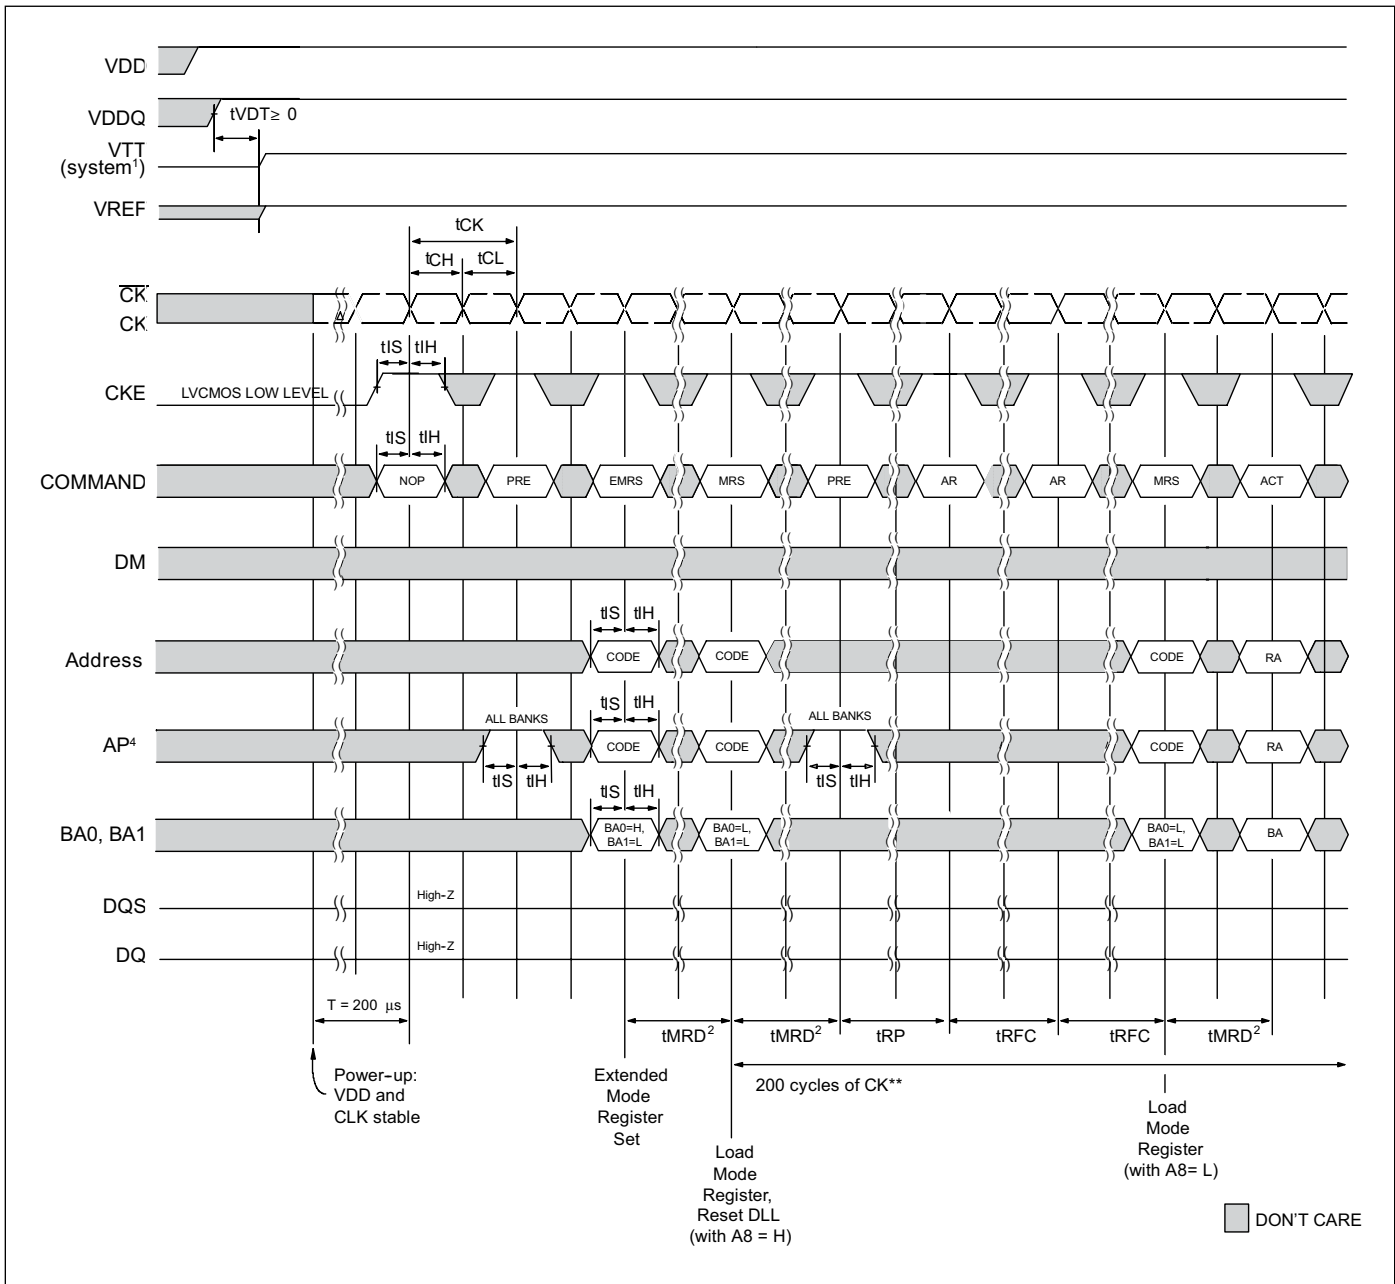 VDD
VDDQ
tVDT≥ 0
VTT
(system¹)
VREF
tCK
tCH
tCL
CK
CK
tIS
tIH
CKE
LVCMOS LOW LEVEL
tIS
tIH
COMMAND
NOP
PRE
EMRS
MRS
PRE
AR
AR
MRS
ACT
DM
tIS
tIH
Address
CODE
CODE
CODE
RA
ALL BANKS
tIS
tIH
ALL BANKS
AP⁴
CODE
CODE
CODE
RA
tIS
tIH
tIS
tIH
tIS
tIH
BA0, BA1
BA0=H,
BA1=L
BA0=L,
BA1=L
BA0=L,
BA1=L
BA
DQS
High-Z
DQ
High-Z
T = 200 μs
tMRD²
tMRD²
tRP
tRFC
tRFC
tMRD²
Power-up:
VDD and
CLK stable
Extended
Mode
Register
Set
200 cycles of CK**
Load
Mode
Register,
Reset DLL
(with A8 = H)
Load
Mode
Register
(with A8= L)
DON'T CARE